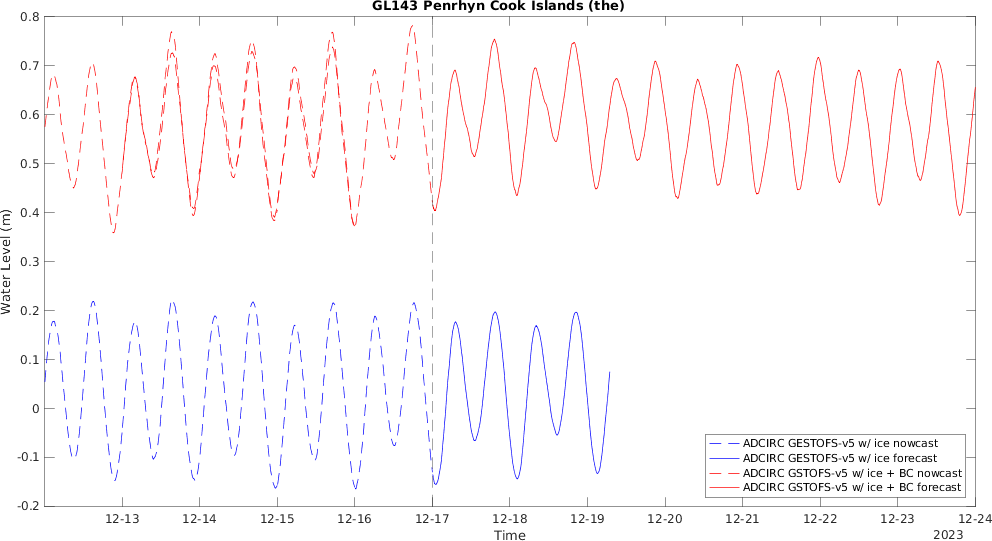 GL143 Penrhyn Cook Islands (the)
0.8
0.7
0.6
0.5
0.4
0.3
0.2
0.1
0
-0.1
-0.2
Water Level (m)
ADCIRC GESTOFS-v5 w/ ice nowcast
ADCIRC GESTOFS-v5 w/ ice forecast
ADCIRC GSTOFS-v5 w/ ice + BC nowcast
ADCIRC GSTOFS-v5 w/ ice + BC forecast
12-13 12-14 12-15 12-16 12-17 12-18 12-19 12-20 12-21 12-22 12-23 12-24
Time
2023